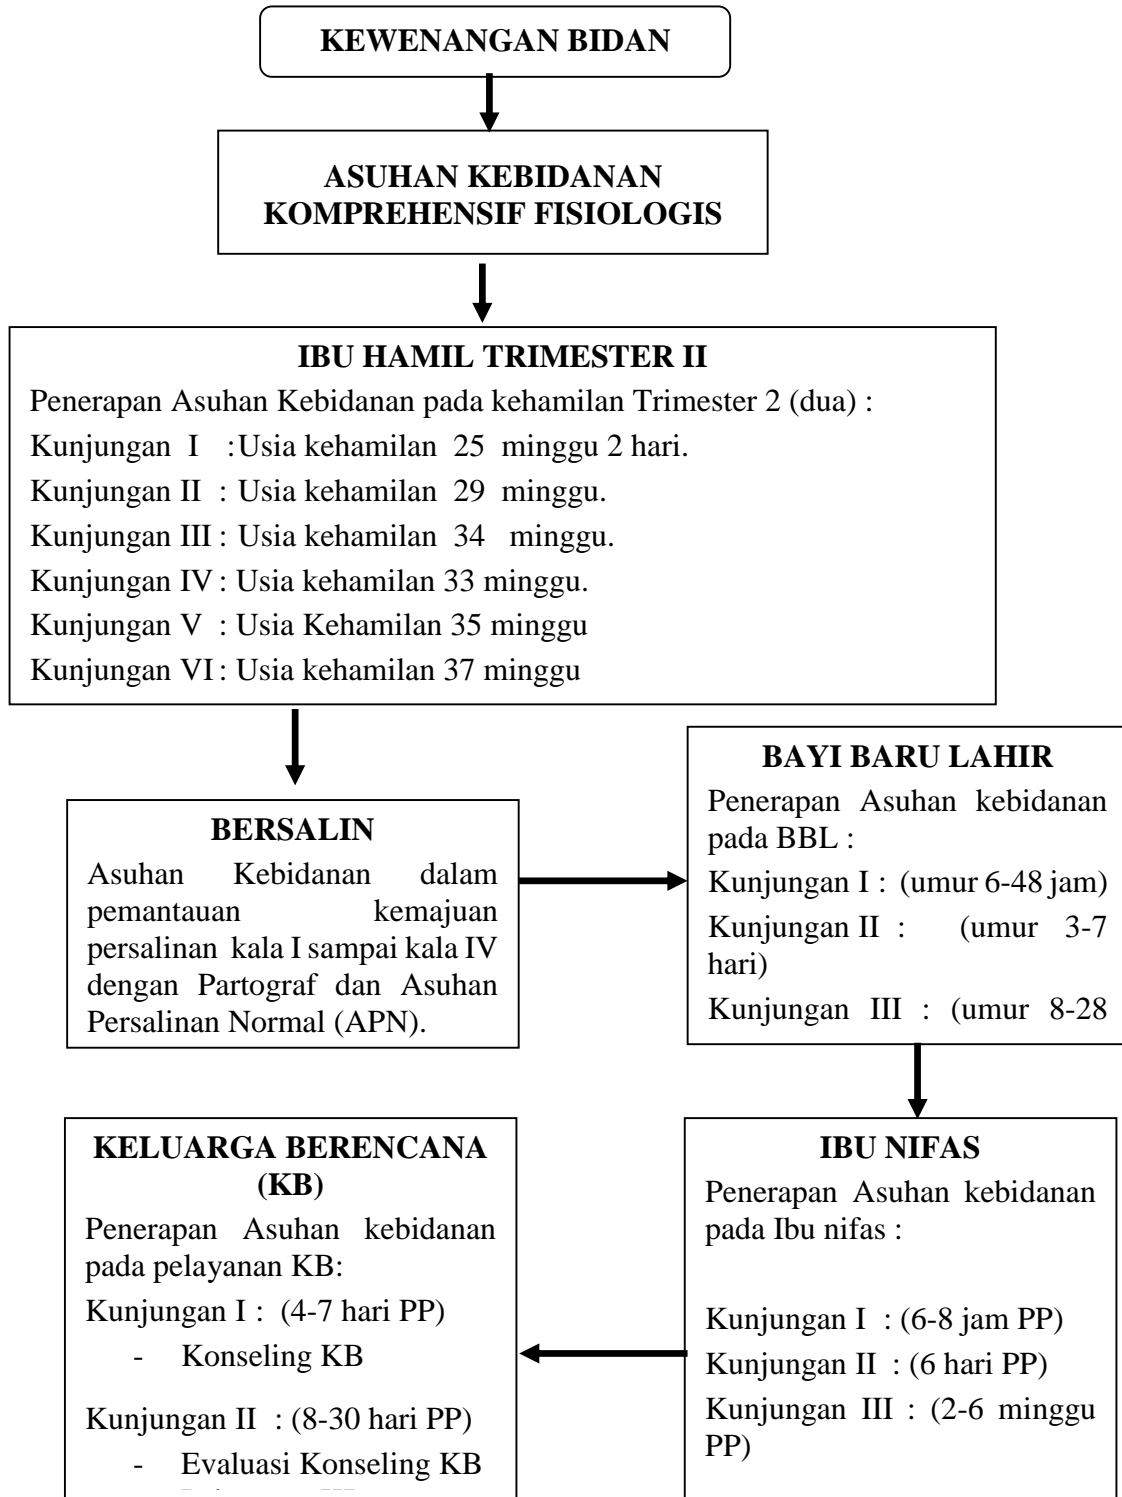 KEWENANGAN BIDAN
ASUHAN KEBIDANAN
KOMPREHENSIF FISIOLOGIS
IBU HAMIL TRIMESTER II
Penerapan Asuhan Kebidanan pada kehamilan Trimester 2 (dua) :
Kunjungan I : Usia kehamilan 25 minggu 2 hari.
Kunjungan II : Usia kehamilan 29 minggu.
Kunjungan III : Usia kehamilan 34 minggu.
Kunjungan IV : Usia kehamilan 33 minggu.
Kunjungan V : Usia Kehamilan 35 minggu
Kunjungan VI : Usia kehamilan 37 minggu
BERSALIN
Asuhan Kebidanan dalam
pemantauan kemajuan
persalinan kala I sampai kala IV
dengan Partograf dan Asuhan
Persalinan Normal (APN).
BAYI BARU LAHIR
Penerapan Asuhan kebidanan
pada BBL :
Kunjungan I : (umur 6-48 jam)
Kunjungan II : (umur 3-7
hari)
Kunjungan III : (umur 8-28
IBU NIFAS
Penerapan Asuhan kebidanan
pada Ibu nifas :
Kunjungan I : (6-8 jam PP)
Kunjungan II : (6 hari PP)
Kunjungan III : (2-6 minggu
PP)
KELUARGA BERENCANA
(KB)
Penerapan Asuhan kebidanan
pada pelayanan KB:
Kunjungan I : (4-7 hari PP)
- Konseling KB
Kunjungan II : (8-30 hari PP)
- Evaluasi Konseling KB